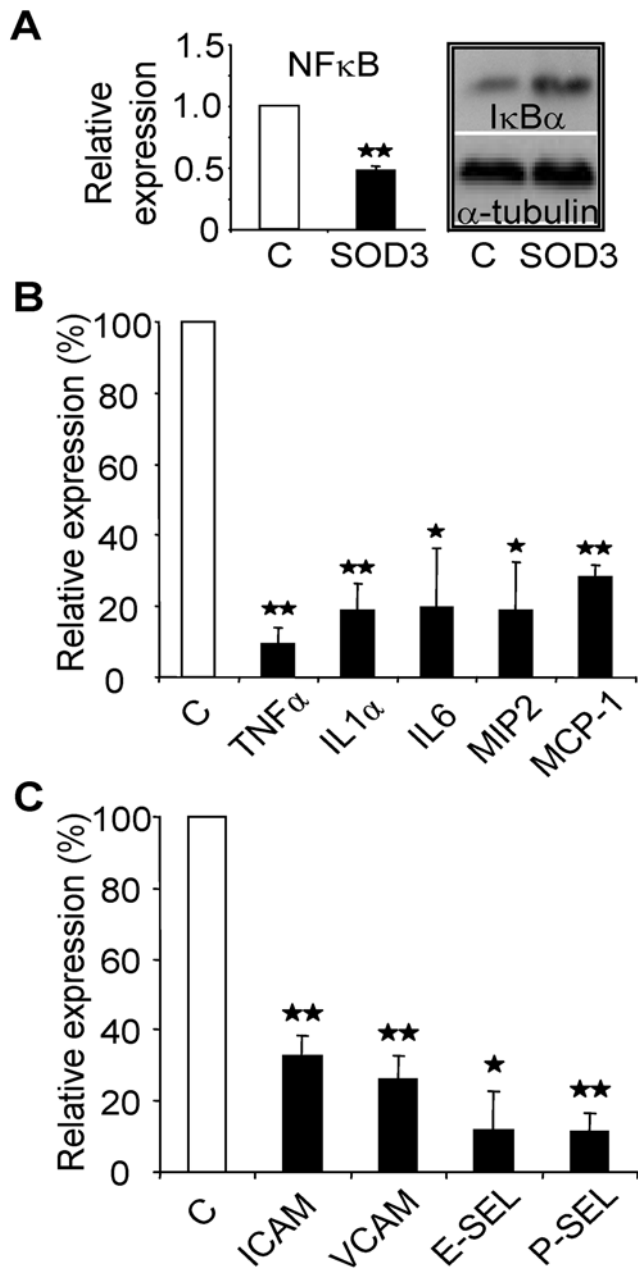 A
Relative expression
NFκB
1.5
1.0
0.5
0
★★
C SOD3
IκBα
α-tubulin
C SOD3
B
Relative expression (%)
100
80
60
40
20
0
★★
★★
★
★
★★
C TNFα IL1α IL6 MIP2 MCP-1
C
Relative expression (%)
100
80
60
40
20
0
★★
★★
★
★★
C ICAM VCAM E-SEL P-SEL